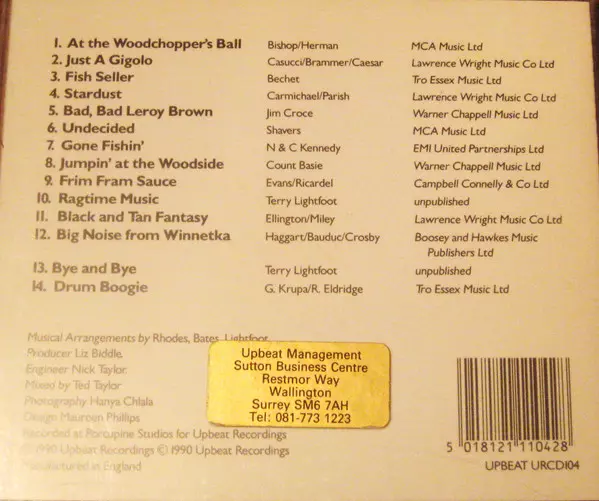 1. At the Woodchopper's Ball Bishop/Herman MCA Music Ltd
2. Just A Gigolo Casucci/Brammer/Caesar Lawrence Wright Music Co Ltd
3. Fish Seller Bechet Tro Essex Music Ltd
4. Stardust Carmichael/Parish Lawrence Wright Music Co Ltd
5. Bad, Bad Leroy Brown Jim Croce Warner Chappell Music Ltd
6. Undecided Shavers MCA Music Ltd
7. Gone Fishin' N & C Kennedy EMI United Partnerships Ltd
8. Jumpin' at the Woodside Count Basie Warner Chappell Music Ltd
9. Frim Fram Sauce Evans/Ricardel Campbell Connelly & Co Ltd
10. Ragtime Music Terry Lightfoot unpublished
11. Black and Tan Fantasy Ellington/Miley Lawrence Wright Music Co Ltd
12. Big Noise from Winnetka Haggart/Bauduc/Crosby Boosey and Hawkes Music
Publishers Ltd
13. Bye and Bye Terry Lightfoot unpublished
14. Drum Boogie G. Krupa/R. Eldridge Tro Essex Music Ltd
Musical Arrangements by Rhodes, Bates, Lightfoot.
Producer Liz Biddle.
Engineer Nick Taylor.
Mixed by Ted Taylor
Photography Hanya Chlala
Design Maureen Phillips
Recorded at Porcupine Studios for Upbeat Recordings
© 1990 Upbeat Recordings © 1990 Upbeat Recordings
Manufactured in England
Upbeat Management
Sutton Business Centre
Restmor Way
Wallington
Surrey SM6 7AH
Tel: 081-773 1223
5 018121 110428
UPBEAT URCD104